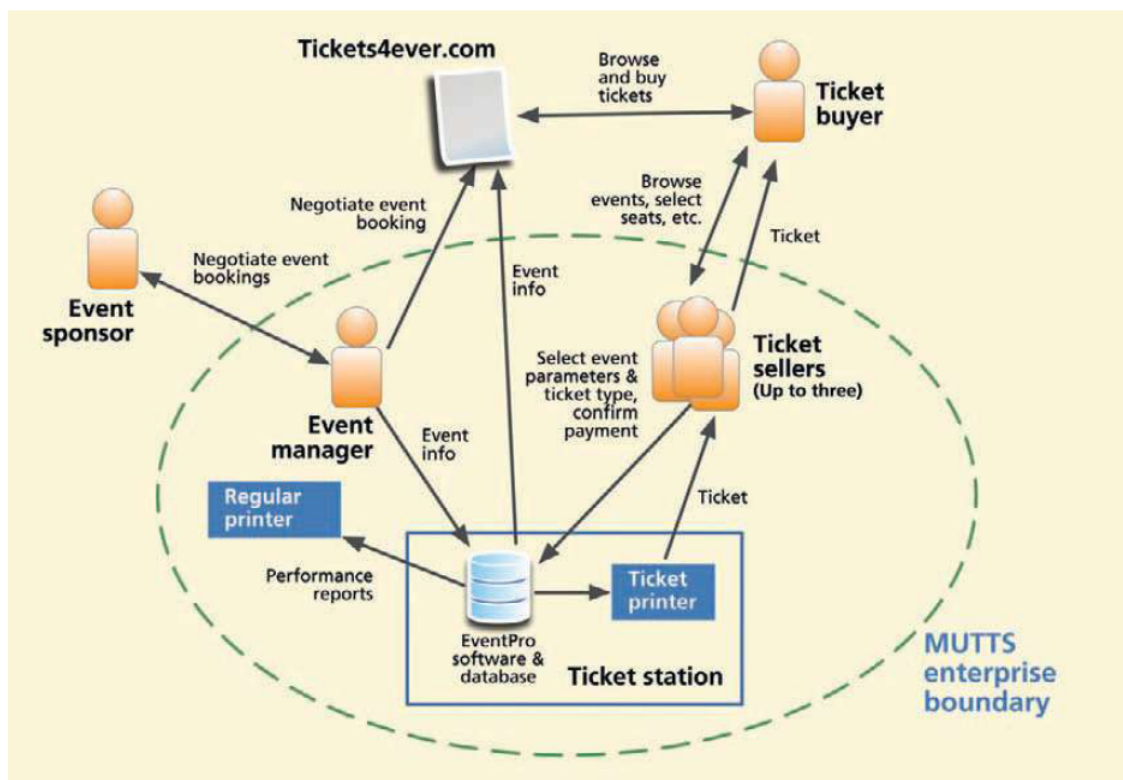 Tickets4ever.com
Browse
and buy
tickets
Ticket
buyer
Negotiate event
booking
Browse
events, select
seats, etc.
Ticket
Negotiate event
bookings
Event
sponsor
Event
info
Select event
parameters &
ticket type,
confirm
payment
Ticket
sellers
(Up to three)
Event
manager
Event
info
Regular
printer
Ticket
Performance
reports
Ticket
printer
EventPro
software &
database
Ticket station
MUTTS
enterprise
boundary